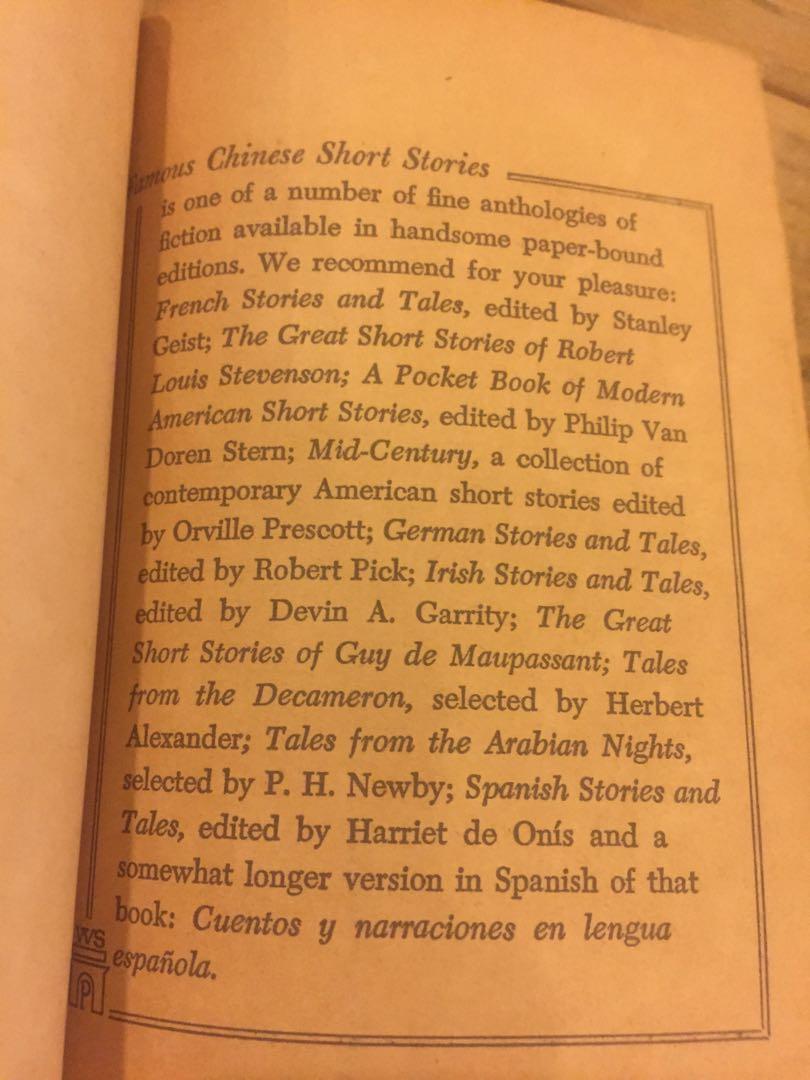 Famous Chinese Short Stories
is one of a number of fine anthologies of
fiction available in handsome paper-bound
editions. We recommend for your pleasure:
French Stories and Tales, edited by Stanley
Geist; The Great Short Stories of Robert
Louis Stevenson; A Pocket Book of Modern
American Short Stories, edited by Philip Van
Doren Stern; Mid-Century, a collection of
contemporary American short stories edited
by Orville Prescott; German Stories and Tales,
edited by Robert Pick; Irish Stories and Tales,
edited by Devin A. Garrity; The Great
Short Stories of Guy de Maupassant; Tales
from the Decameron, selected by Herbert
Alexander; Tales from the Arabian Nights,
selected by P. H. Newby; Spanish Stories and
Tales, edited by Harriet de Onís and a
somewhat longer version in Spanish of that
book: Cuentos y narraciones en lengua
española.
WS
P